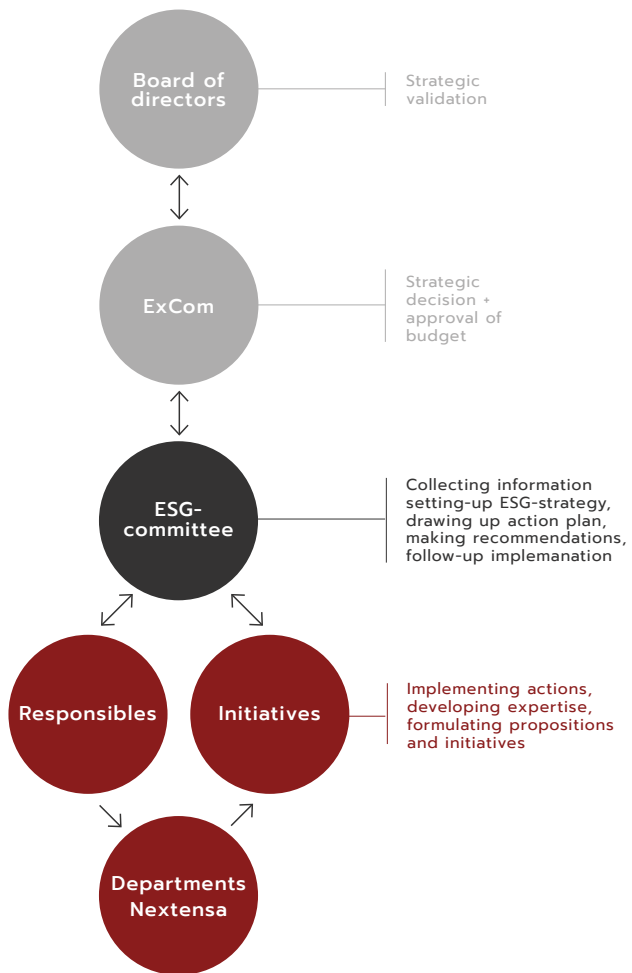 Board of
directors
Strategic
validation
ExCom
Strategic
decision +
approval of
budget
ESG-
committee
Collecting information
setting-up ESG-strategy,
drawing up action plan,
making recommendations,
follow-up implemanation
Responsibles
Initiatives
Implementing actions,
developing expertise,
formulating propositions
and initiatives
Departments
Nextensa